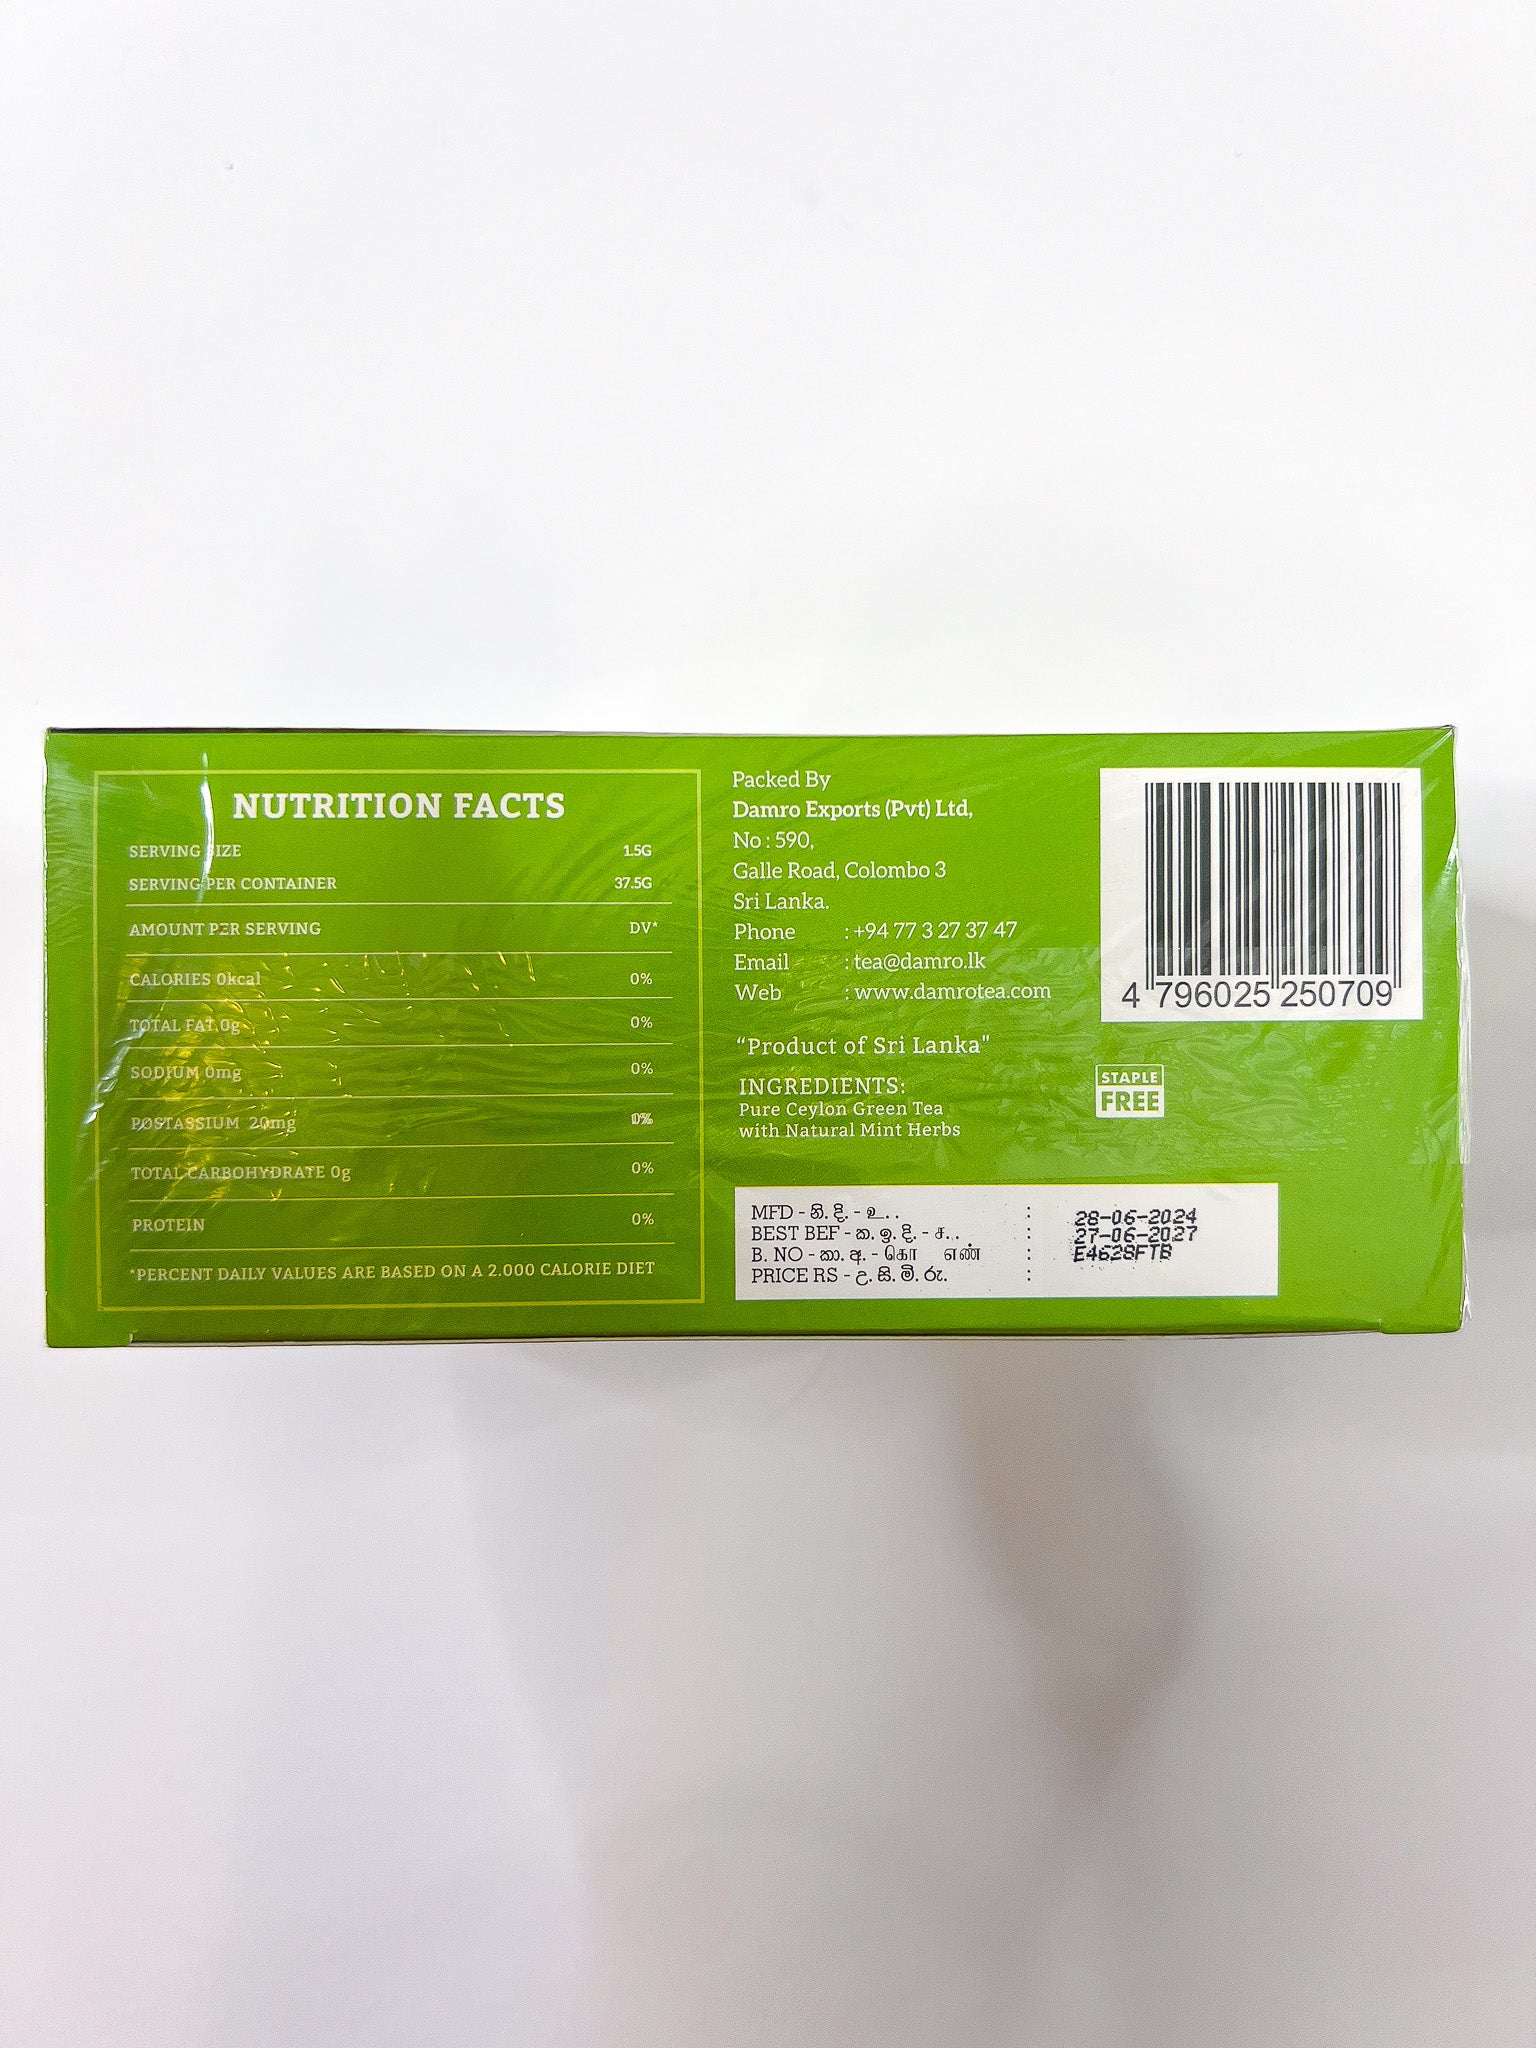 NUTRITION FACTS
SERVING SIZE 1.5G
SERVING PER CONTAINER 37.5G
AMOUNT PER SERVING DV*
CALORIES 0kcal 0%
TOTAL FAT 0g 0%
SODIUM 0mg 0%
POSTASSIUM 20mg
TOTAL CARBOHYDRATE 0g 0%
PROTEIN 0%
*PERCENT DAILY VALUES ARE BASED ON A 2.000 CALORIE DIET
Packed By
Damro Exports (Pvt) Ltd,
No : 590,
Galle Road, Colombo 3
Sri Lanka.
Phone : +94 77 3 27 37 47
Email : tea@damro.lk
Web : www.damrotea.com
“Product of Sri Lanka"
INGREDIENTS:
Pure Ceylon Green Tea
with Natural Mint Herbs
4 796025 250709
STAPLE
FREE
MFD - නි. දි. - உ. . : 28-06-2024
BEST BEF - ක. ඉ. දි. - ச. . : 27-06-2027
B. NO - කා. අ. - கொ எண் : E4628FTB
PRICE RS - උ. සි. මි. රු. :